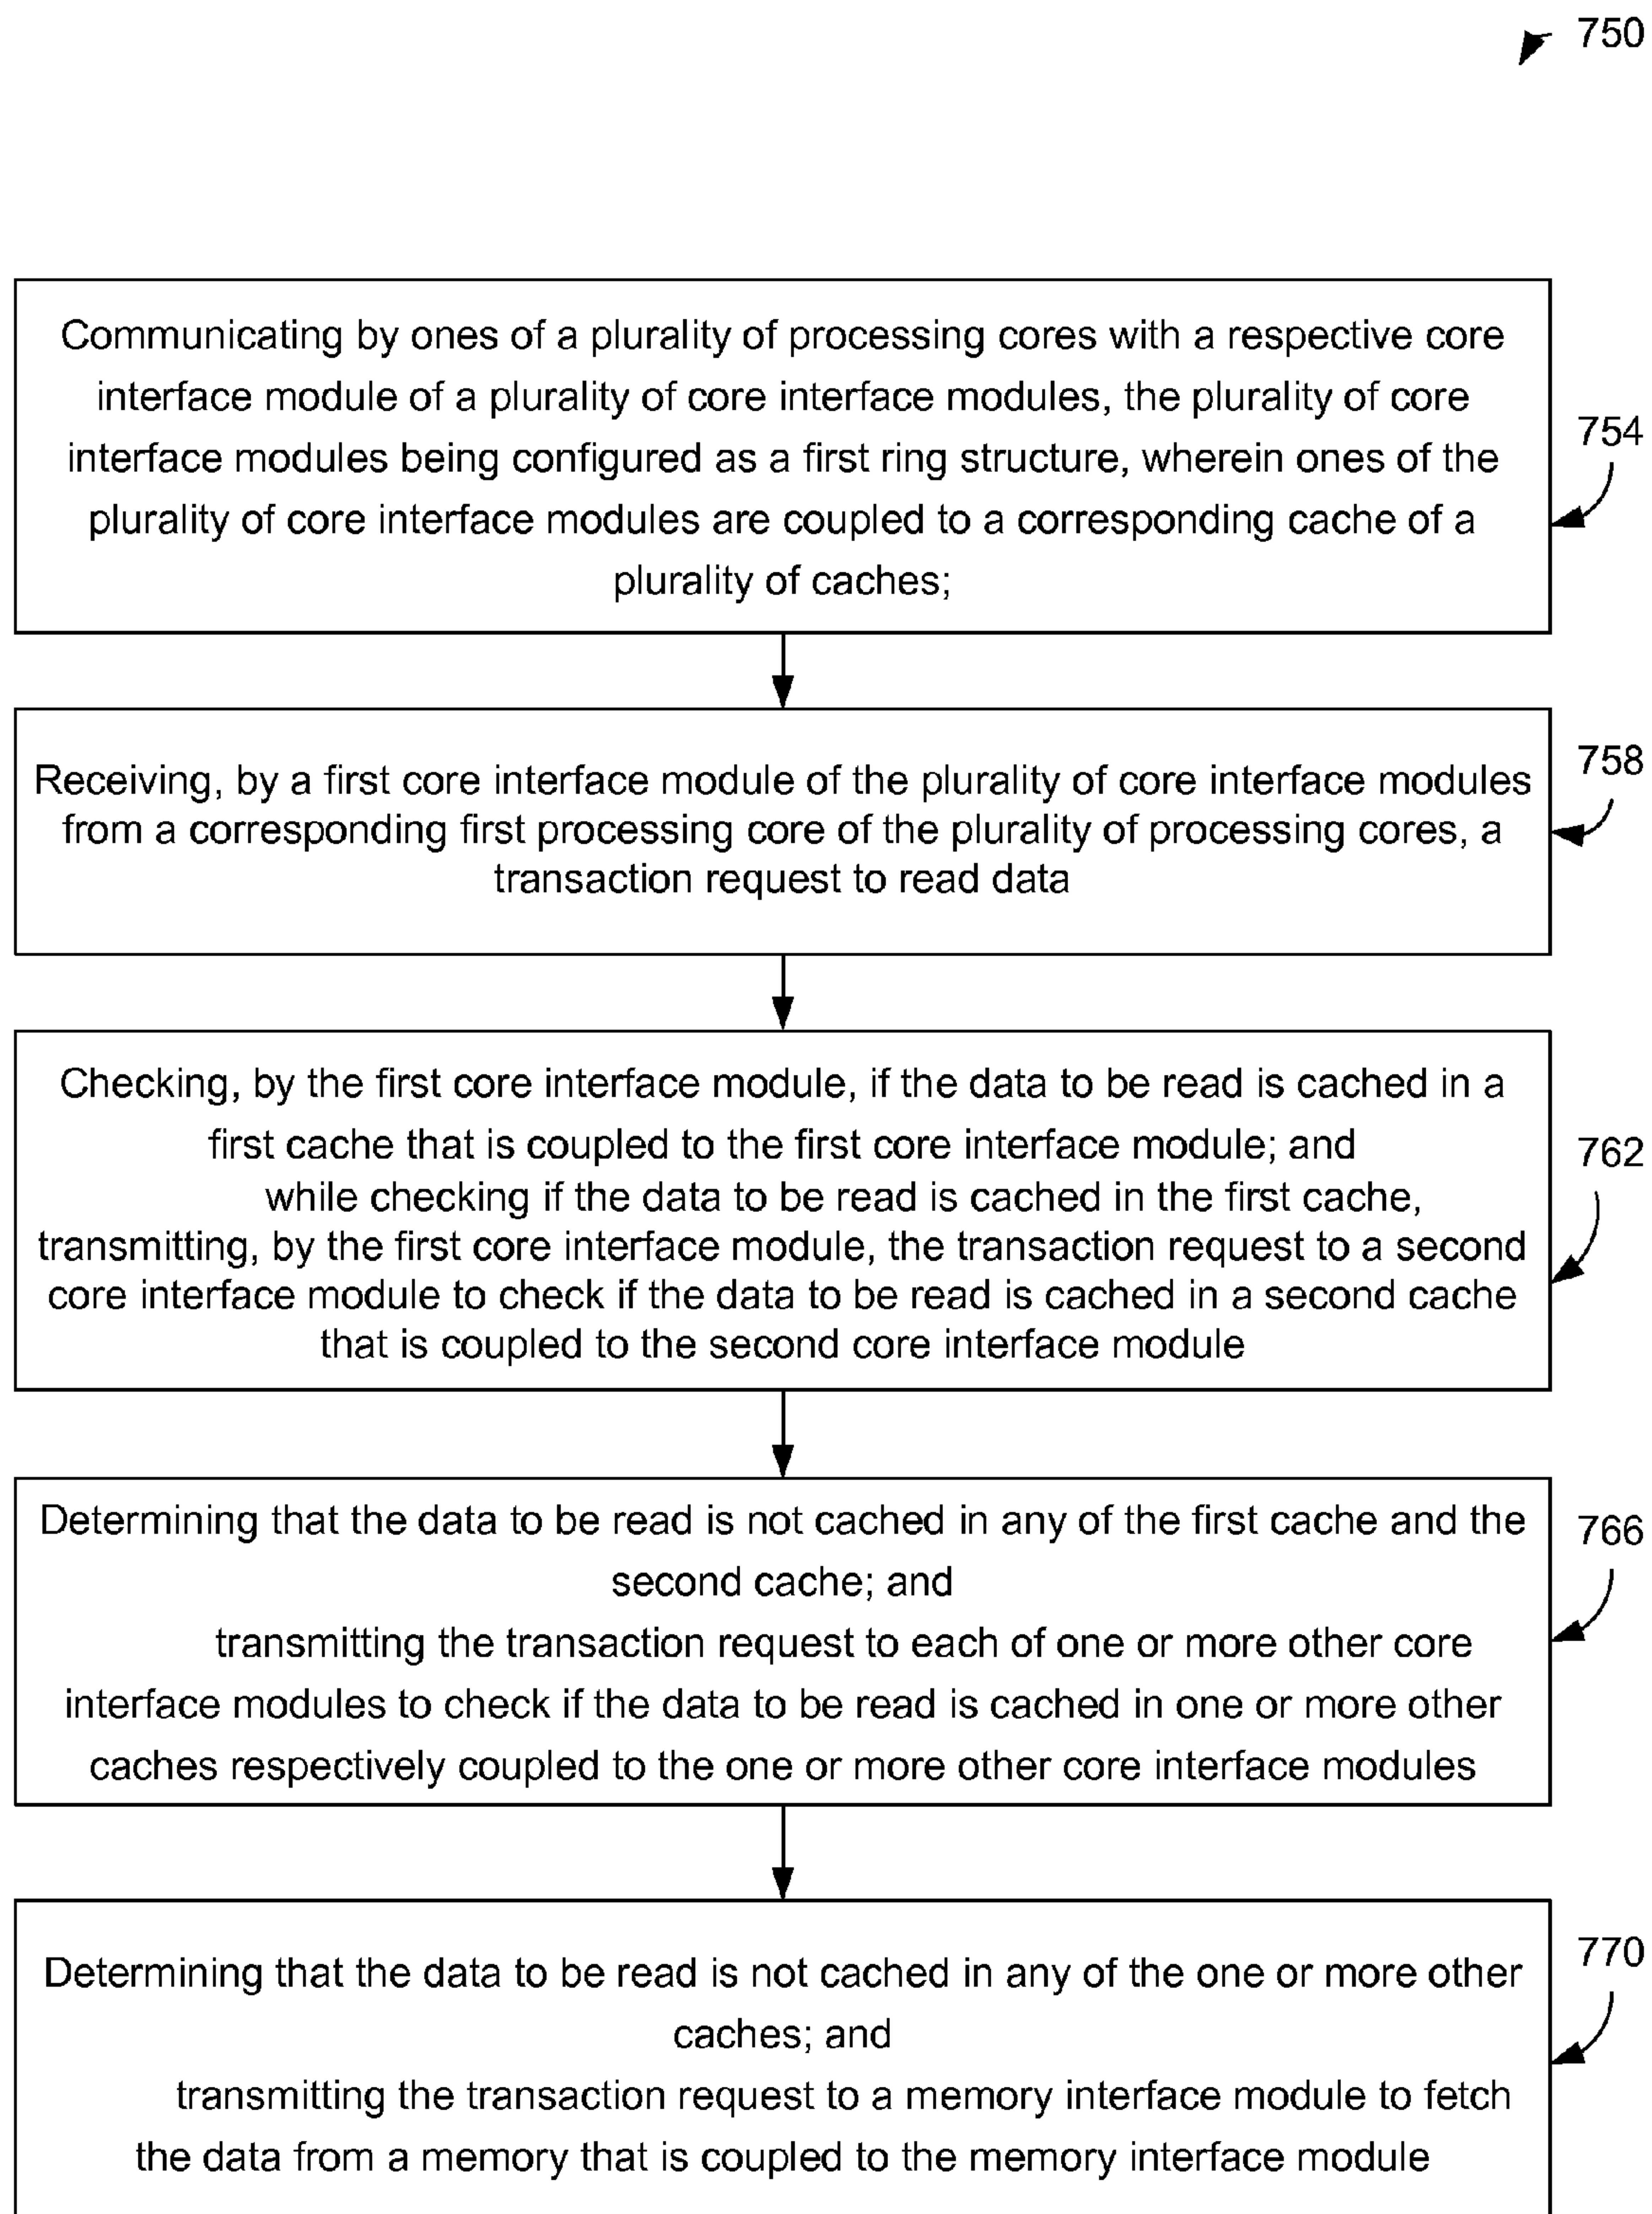 750
Communicating by ones of a plurality of processing cores with a respective core
interface module of a plurality of core interface modules, the plurality of core
interface modules being configured as a first ring structure, wherein ones of the
plurality of core interface modules are coupled to a corresponding cache of a
plurality of caches;
754
Receiving, by a first core interface module of the plurality of core interface modules
from a corresponding first processing core of the plurality of processing cores, a
transaction request to read data
758
Checking, by the first core interface module, if the data to be read is cached in a
first cache that is coupled to the first core interface module; and
while checking if the data to be read is cached in the first cache,
transmitting, by the first core interface module, the transaction request to a second
core interface module to check if the data to be read is cached in a second cache
that is coupled to the second core interface module
762
Determining that the data to be read is not cached in any of the first cache and the
second cache; and
transmitting the transaction request to each of one or more other core
interface modules to check if the data to be read is cached in one or more other
caches respectively coupled to the one or more other core interface modules
766
Determining that the data to be read is not cached in any of the one or more other
caches; and
transmitting the transaction request to a memory interface module to fetch
the data from a memory that is coupled to the memory interface module
770